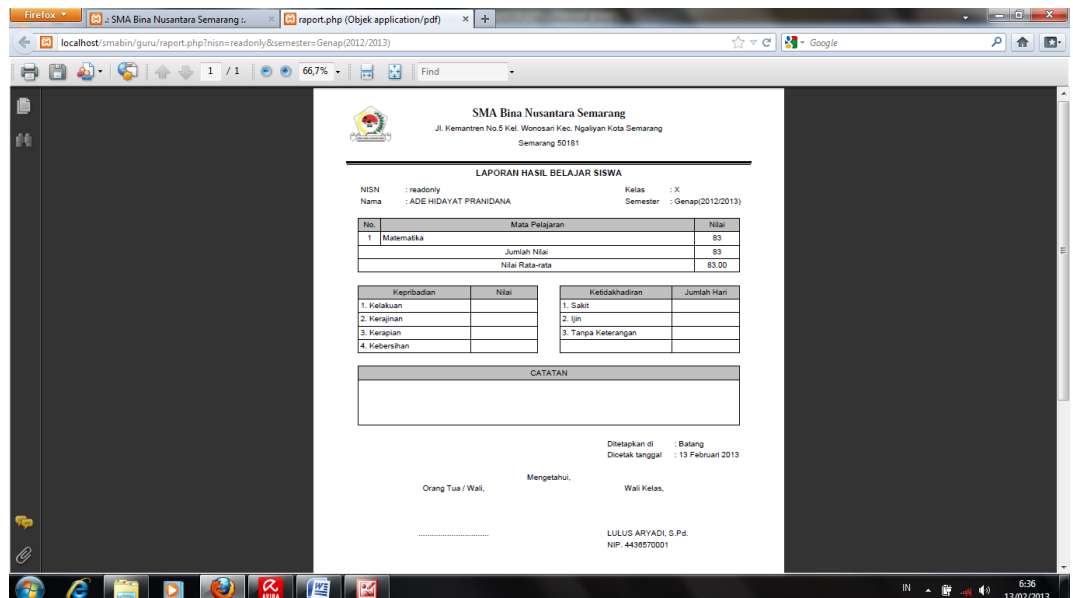 Firefox
.: SMA Bina Nusantara Semarang :.
raport.php (Objek application/pdf)
localhost/smabin/guru/raport.php?nisn=readonly&semester=Genap(2012/2013)
Google
1 / 1
66,7%
Find
SMA Bina Nusantara Semarang
Jl. Kemantren No.5 Kel. Wonosari Kec. Ngaliyan Kota Semarang
Semarang 50181
LAPORAN HASIL BELAJAR SISWA
NISN : readonly Kelas : X
Nama : ADE HIDAYAT PRANIDANA Semester : Genap(2012/2013)
No. Mata Pelajaran Nilai
1 Matematika 83
Jumlah Nilai 83
Nilai Rata-rata 83.00
Kepribadian Nilai Ketidakhadiran Jumlah Hari
1. Kelakuan 1. Sakit
2. Kerajinan 2. Ijin
3. Kerapian 3. Tanpa Keterangan
4. Kebersihan
CATATAN
Ditetapkan di : Batang
Dicetak tanggal : 13 Februari 2013
Mengetahui,
Orang Tua / Wali, Wali Kelas,
..................................
LULUS ARYADI, S.Pd.
NIP. 4436570001
AVIRA
IN
6:36
13/02/2013